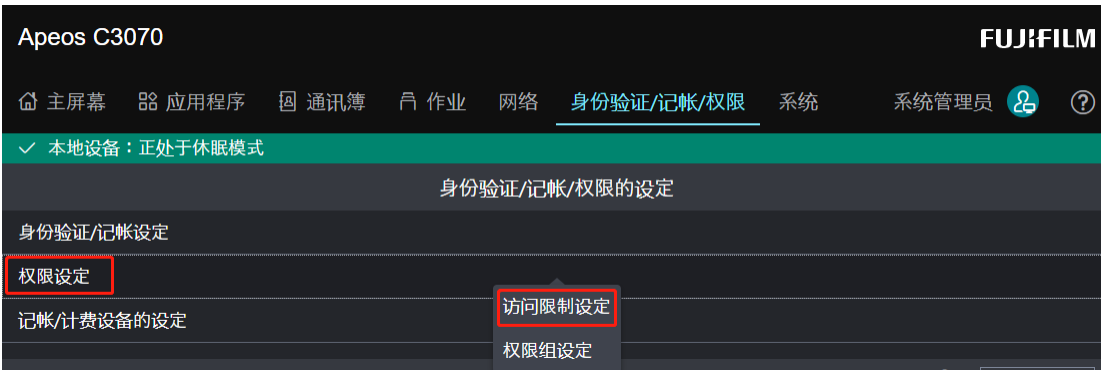 Apeos C3070
FUJIFILM
主屏幕 应用程序 通讯簿 作业 网络 身份验证/记帐/权限 系统 系统管理员
本地设备：正处于休眠模式
身份验证/记帐/权限的设定
身份验证/记帐设定
权限设定
访问限制设定
记帐/计费设备的设定
权限组设定